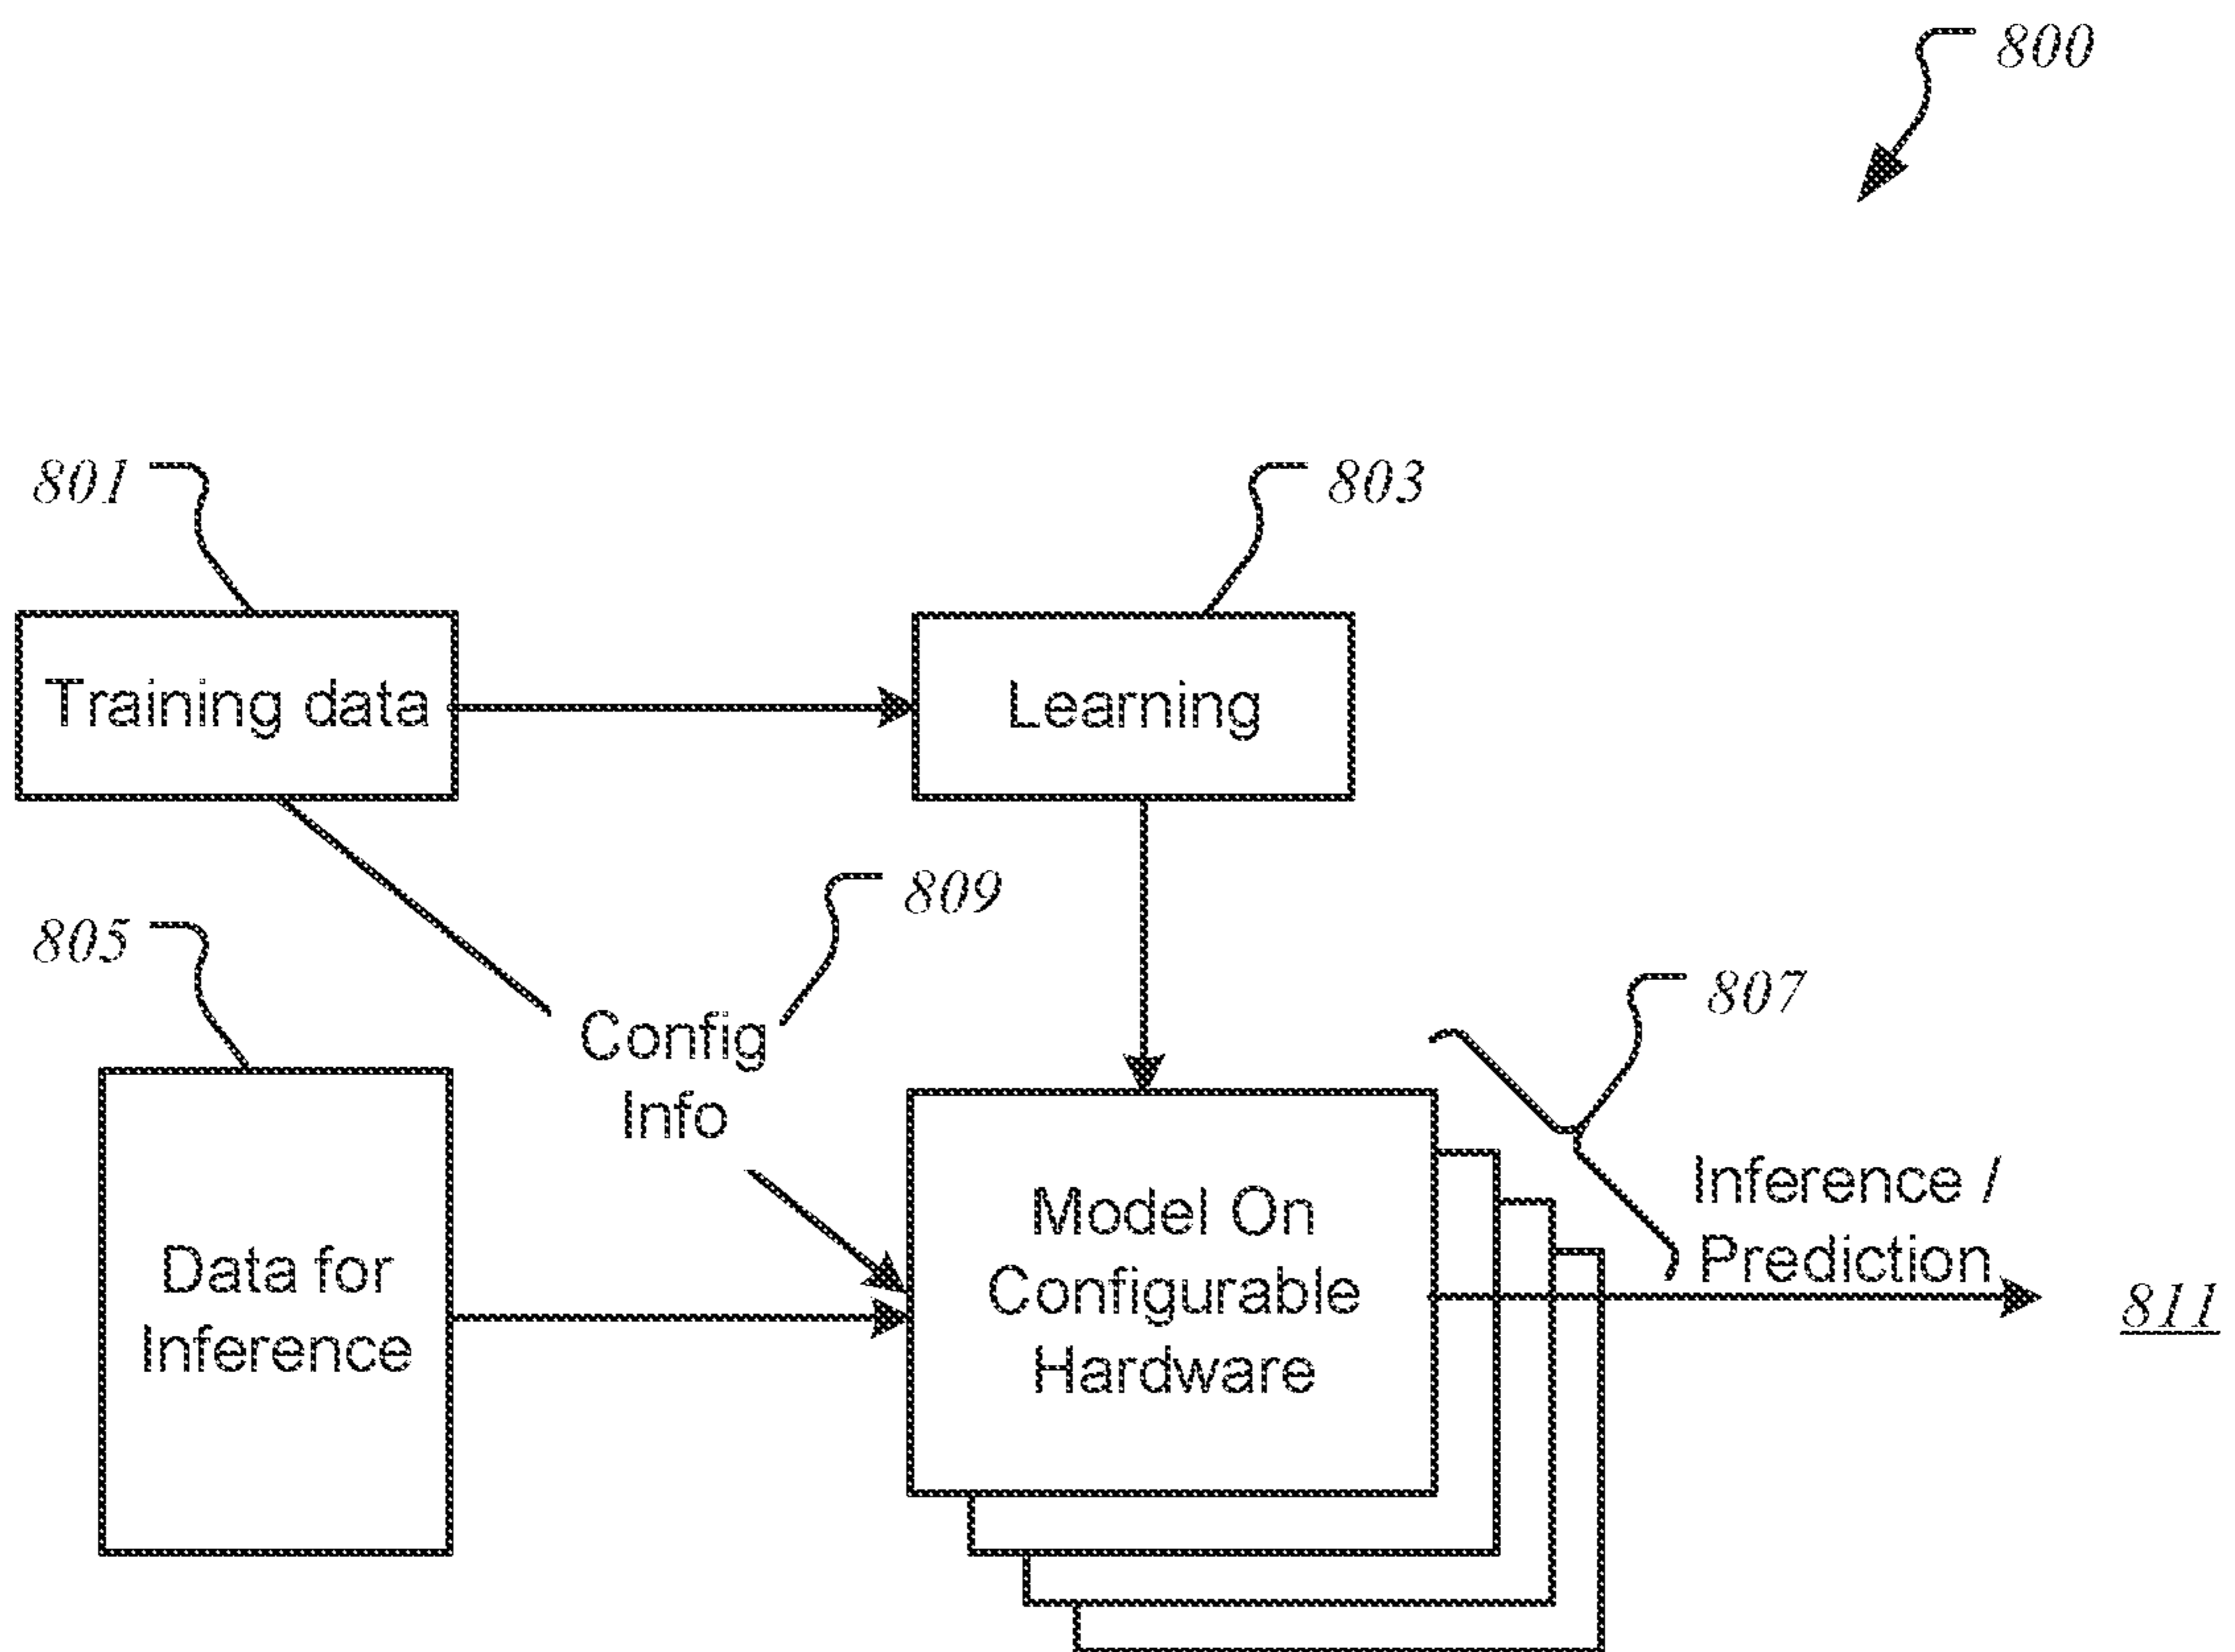 800
801
803
Training data
Learning
809
805
807
Config
Info
Data for
Inference
Model On
Configurable
Hardware
Inference /
Prediction
811